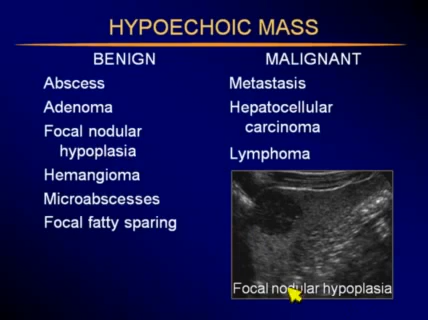 HYPOECHOIC MASS
BENIGN
Abscess
Adenoma
Focal nodular
hypoplasia
Hemangioma
Microabscesses
Focal fatty sparing
MALIGNANT
Metastasis
Hepatocellular
carcinoma
Lymphoma
Focal nodular hypoplasia